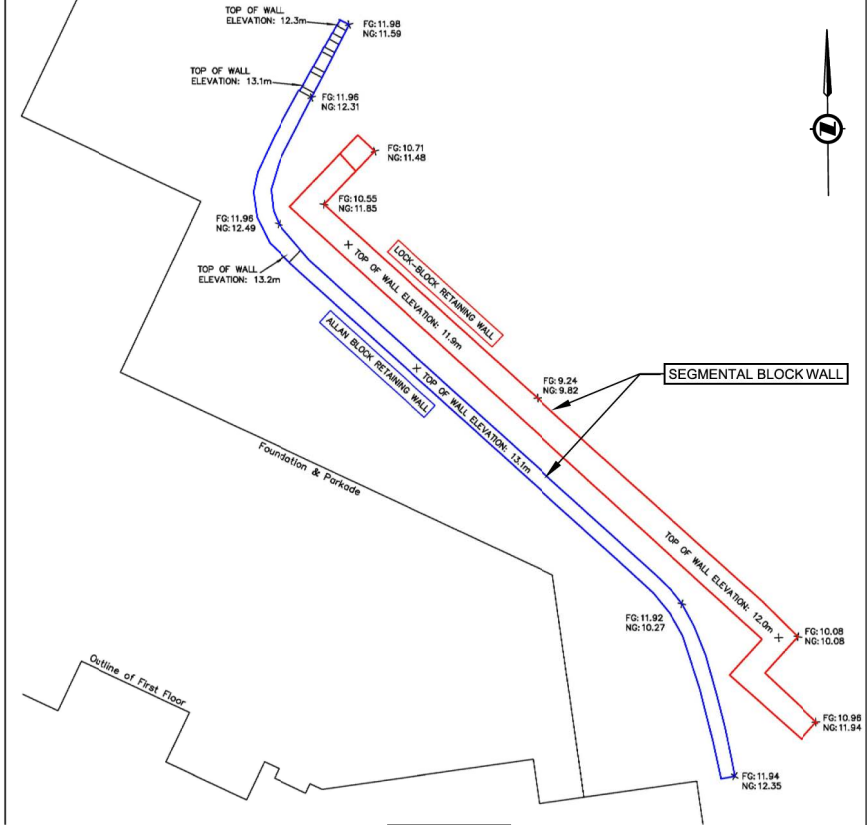 TOP OF WALL
ELEVATION: 12.3m
FG: 11.98
NG: 11.59
TOP OF WALL
ELEVATION: 13.1m
FG: 11.96
NG: 12.31
FG: 10.71
NG: 11.48
Z
FG: 10.55
NG: 11.85
FG: 11.96
NG: 12.49
TOP OF WALL
ELEVATION: 13.2m
LOCK-BLOCK RETAINING WALL
TOP OF WALL ELEVATION: 11.9m
ALLAN BLOCK RETAINING WALL
TOP OF WALL ELEVATION: 13.1m
FG: 9.24
NG: 9.82
SEGMENTAL BLOCK WALL
Foundation & Parkade
TOP OF WALL ELEVATION: 12.0m
FG: 11.92
NG: 10.27
FG: 10.08
NG: 10.08
Outline of First Floor
FG: 10.96
NG: 11.94
FG: 11.94
NG: 12.35